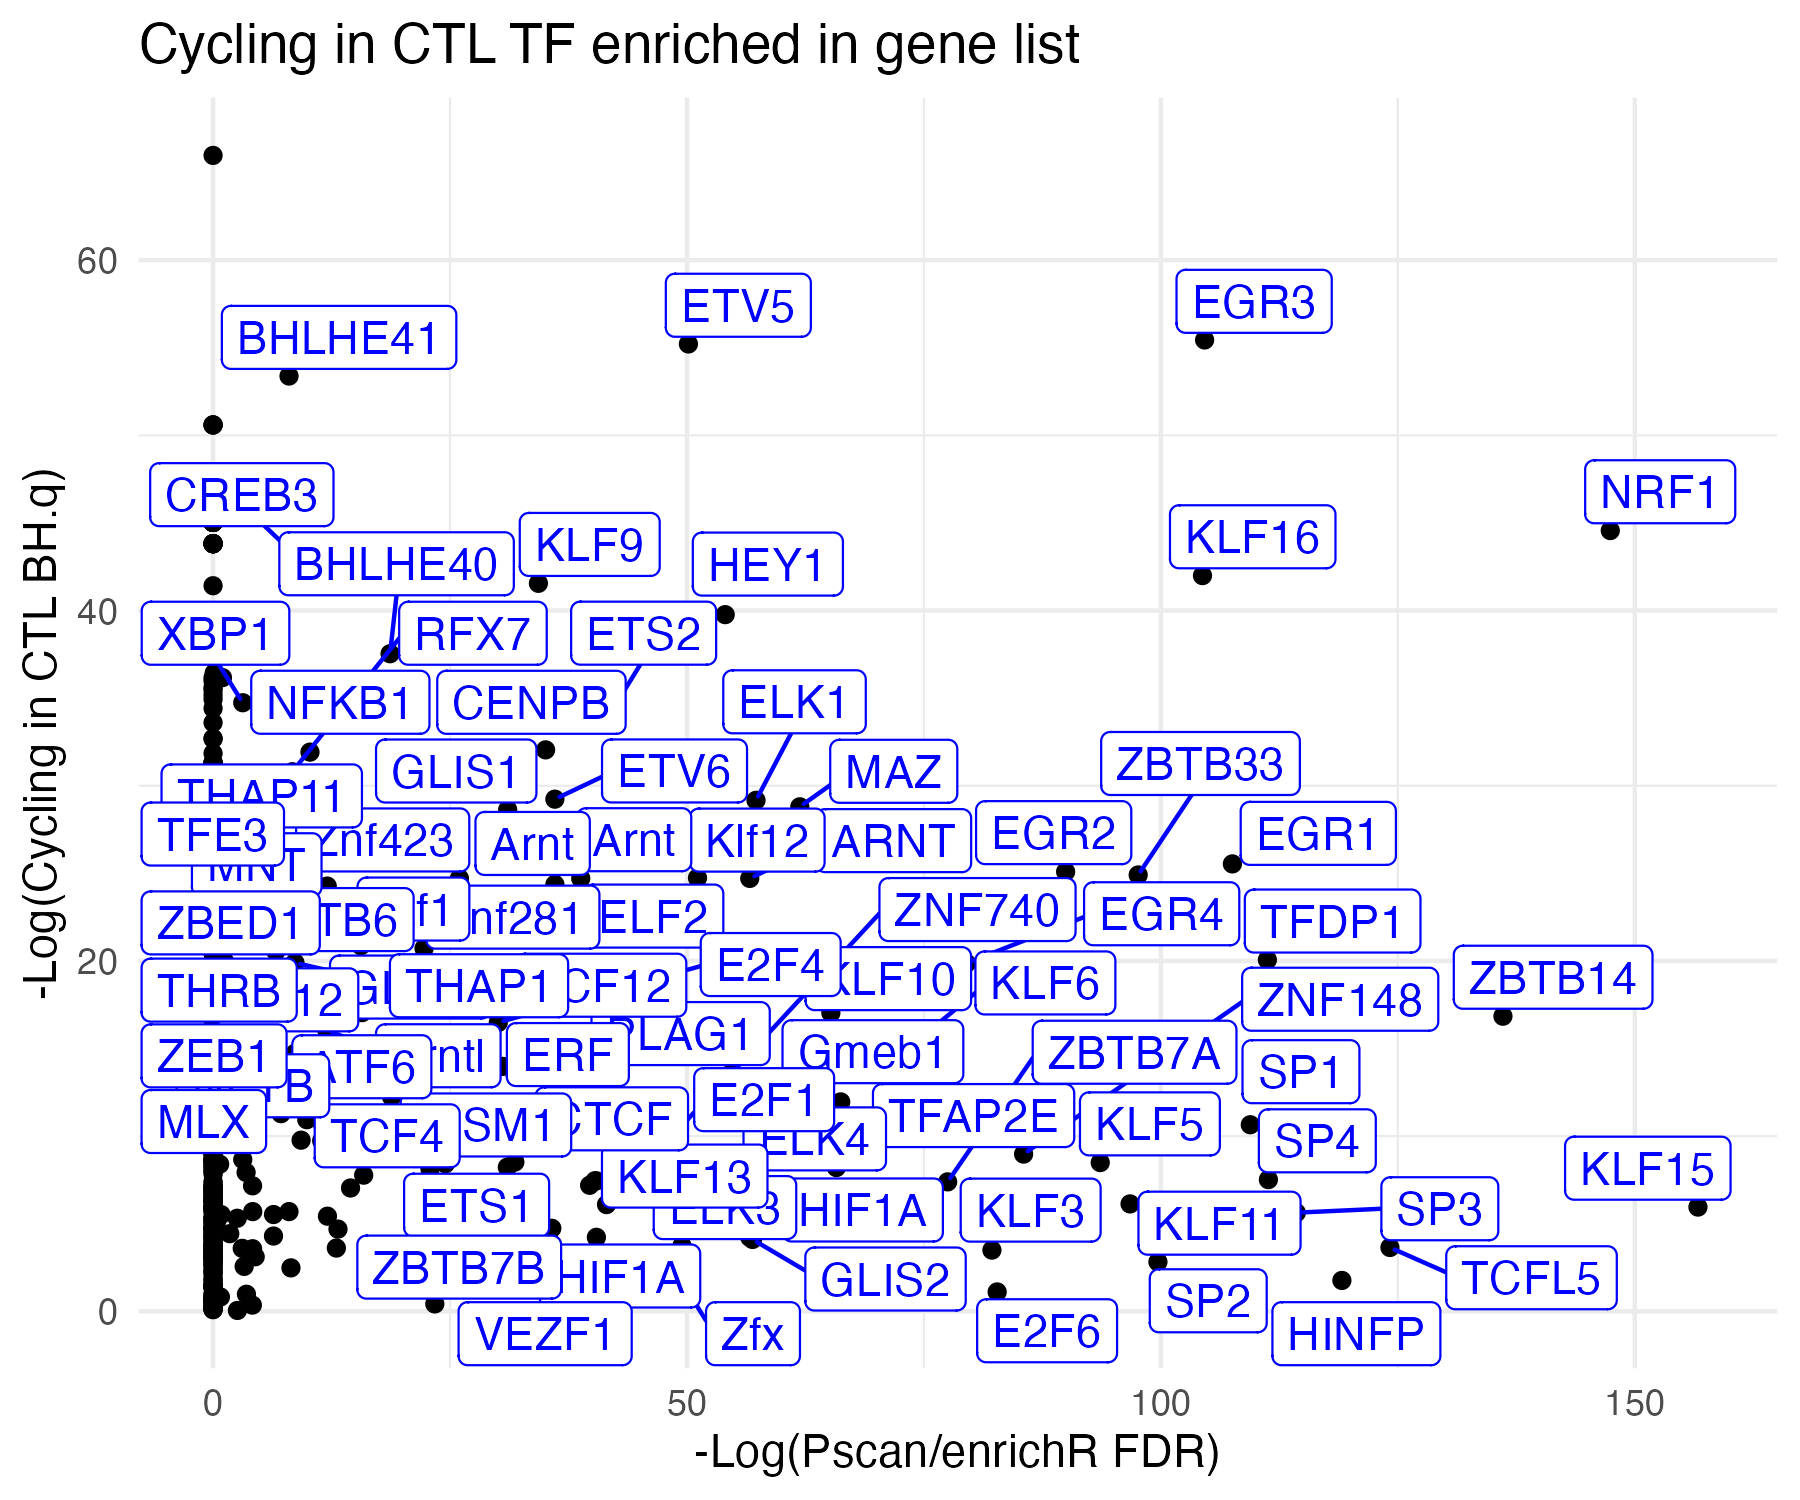 Cycling in CTL TF enriched in gene list
-Log(Cycling in CTL BH.q)
60
40
20
0
ETV5
EGR3
BHLHE41
NRF1
CREB3
KLF16
KLF9
BHLHE40
HEY1
XBP1
RFX7
ETS2
NFKB1
CENPB
ELK1
GLIS1
ETV6
MAZ
ZBTB33
THAP11
TFE3
Znf423
Arnt
Arnt
Klf12
ARNT
EGR2
EGR1
MNT
ZBED1
TB6
f1
nf281
ELF2
ZNF740
EGR4
TFDP1
THRB
12
GL
THAP1
CF12
E2F4
KLF10
KLF6
ZNF148
ZBTB14
ZEB1
ATF6
rntl
ERF
PLAG1
Gmeb1
ZBTB7A
SP1
B
MLX
TCF4
SM1
CTCF
E2F1
ELK4
TFAP2E
KLF5
SP4
KLF15
ETS1
KLF13
ELK3
HIF1A
KLF3
KLF11
SP3
ZBTB7B
HIF1A
GLIS2
SP2
TCFL5
VEZF1
Zfx
E2F6
HINFP
0
50
100
150
-Log(Pscan/enrichR FDR)